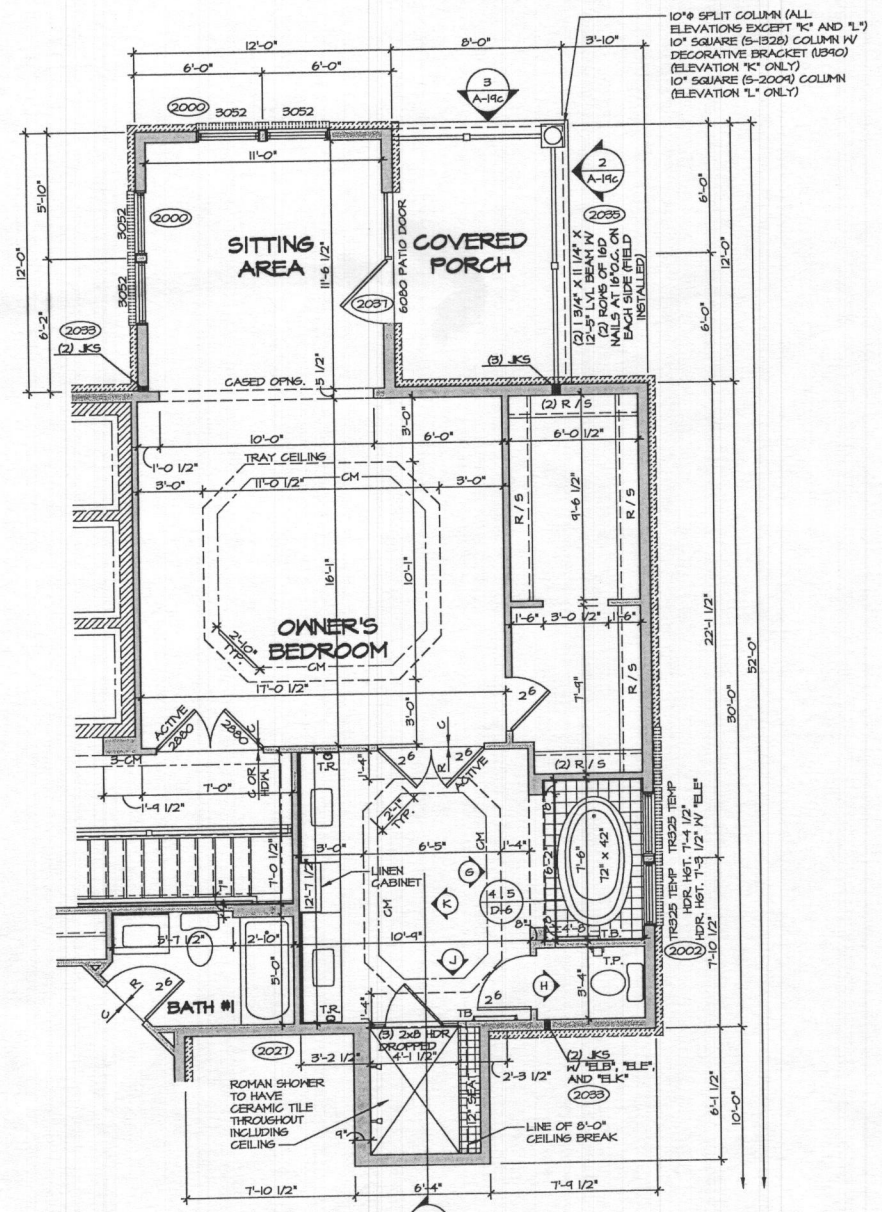 10"φ SPLIT COLUMN (ALL
ELEVATIONS EXCEPT "K" AND "L")
10" SQUARE (S-1328) COLUMN W/
DECORATIVE BRACKET (U390)
(ELEVATION "K" ONLY)
10" SQUARE (S-2009) COLUMN
(ELEVATION "L" ONLY)
12'-0"
8'-0"
3'-10"
6'-0"
6'-0"
3
A-19c
2000
3052
3052
11'-0"
2
A-19c
5'-10"
12'-0"
6'-2"
3052
3052
2000
SITTING
AREA
11'-6 1/2"
6080 PATIO DOOR
2037
COVERED
PORCH
2035
(2) 1 3/4" X 11 1/4" X
12'-5" LVL BEAM W/
(2) ROWS OF 16D
NAILS AT 16"O.C. ON
EACH SIDE (FIELD
INSTALLED)
6'-0"
6'-0"
12'-0"
2033
(2) JKS
(3) JKS
CASED OPNG.
5 1/2"
(2) R / S
10'-0"
6'-0"
3'-0"
6'-0 1/2"
1'-0 1/2"
TRAY CEILING
3'-0"
11'-0 1/2"
CM
3'-0"
R / S
9'-6 1/2"
R / S
16'-1"
10'-1"
OWNER'S
BEDROOM
2'-10"
TYP.
CM
1'-6"
3'-0 1/2"
1'-6"
22'-1 1/2"
52'-0"
30'-0"
17'-0 1/2"
3'-0"
2 6
7'-9"
R / S
ACTIVE
2880
2880
C
C OR
HDW.
3-CM
7'-0"
1'-9 1/2"
T.R.
1'-4"
2 6
R
C
2 6
ACTIVE
(2) R / S
2'-1"
TYP.
CM
8"
3'-0"
6'-5"
1'-4"
6'-2"
7'-6"
72" x 42"
TR325 TEMP TR325 TEMP
HDR. HGT. 7'-4 1/2"
HDR. HGT. 7'-3 1/2" W/ "ELE"
2002
7'-0 1/2"
7"
12'-7 1/2"
LINEN
CABINET
CM
G
K
4 5
D-6
10'-9"
8"
8"
4'-8"
T.B.
7'-10 1/2"
5'-7 1/2"
2'-10"
5'-0"
J
2 6
H
T.P.
3'-4"
C
R
2 6
BATH #1
T.R.
1'-4"
TB
2027
3'-2 1/2"
(3) 2x8 HDR
DROPPED
4'-1 1/2"
2'-3 1/2"
(2) JKS
W/ "ELB", "ELE",
AND "ELK"
2033
ROMAN SHOWER
TO HAVE
CERAMIC TILE
THROUGHOUT
INCLUDING
CEILING
9"
12" SEAT
LINE OF 8'-0"
CEILING BREAK
6'-1 1/2"
10'-0"
7'-10 1/2"
6'-4"
7'-9 1/2"